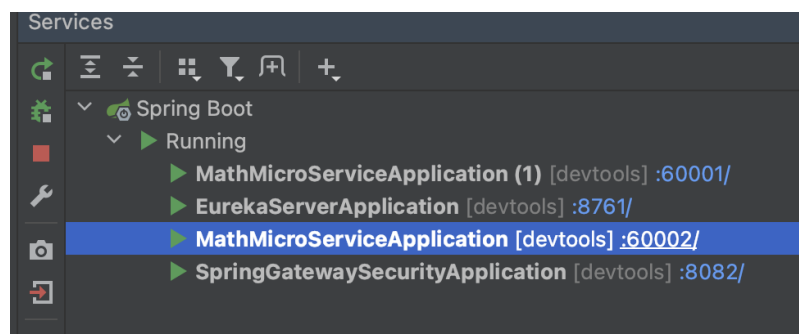 Services
Spring Boot
Running
MathMicroServiceApplication (1) [devtools] :60001/
EurekaServerApplication [devtools] :8761/
MathMicroServiceApplication [devtools] :60002/
SpringGatewaySecurityApplication [devtools] :8082/